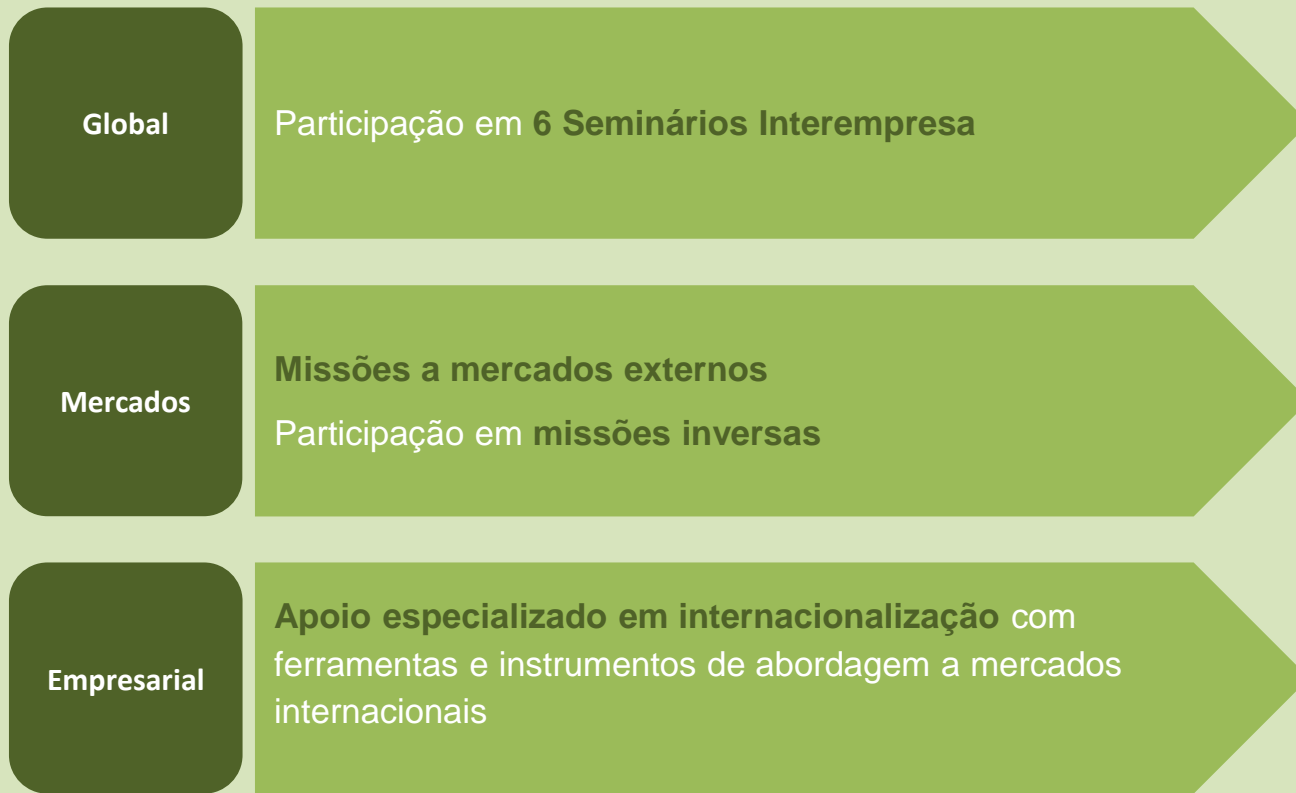 Global
Participação em 6 Seminários Interempresa
Mercados
Missões a mercados externos
Participação em missões inversas
Empresarial
Apoio especializado em internacionalização com
ferramentas e instrumentos de abordagem a mercados
internacionais